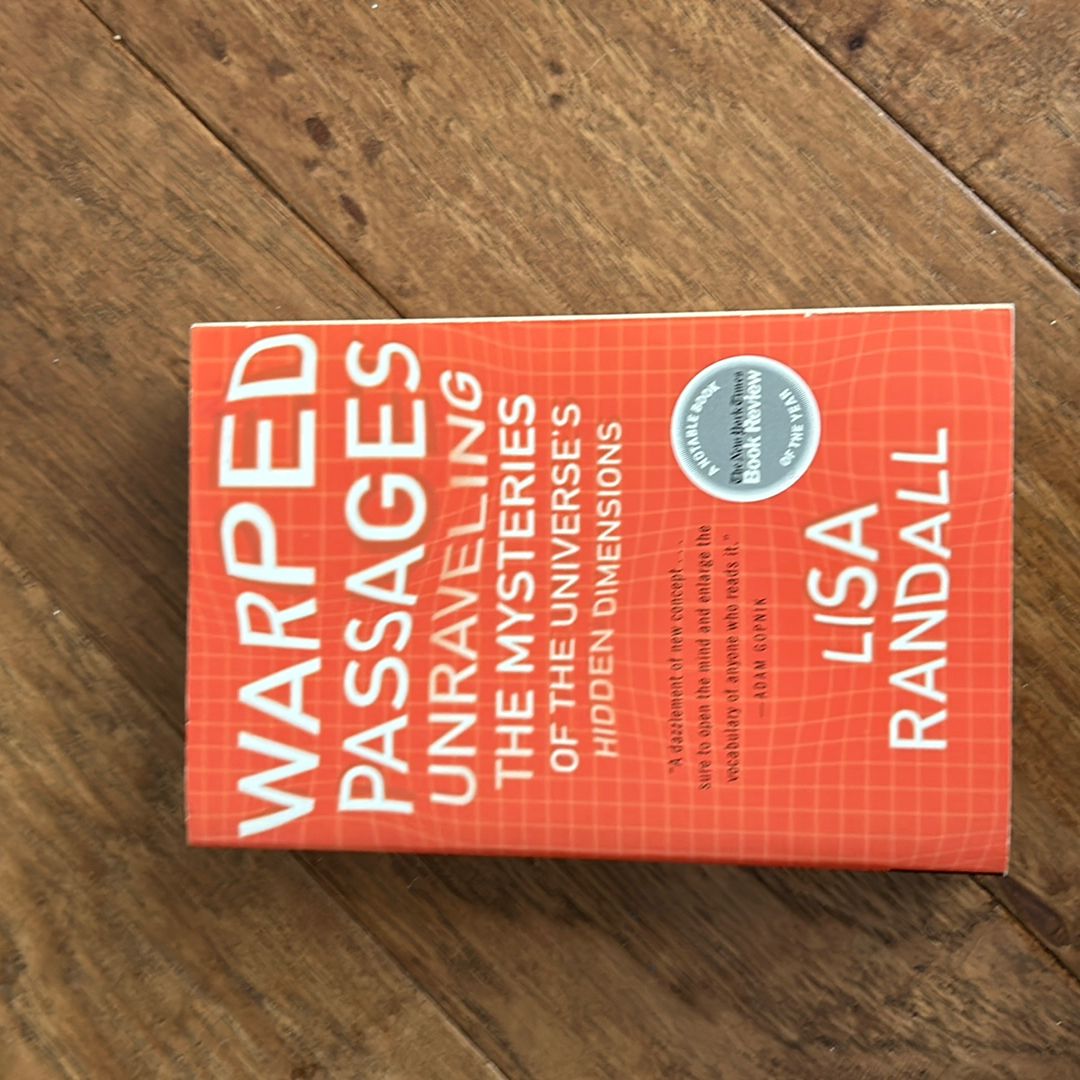 WARPED
PASSAGES
UNRAVELING
THE MYSTERIES
OF THE UNIVERSE'S
HIDDEN DIMENSIONS
A NOTABLE BOOK
The New York Times
Book Review
OF THE YEAR
"A dazzlement of new concept . . .
sure to open the mind and enlarge the
vocabulary of anyone who reads it."
—ADAM GOPNIK
LISA
RANDALL